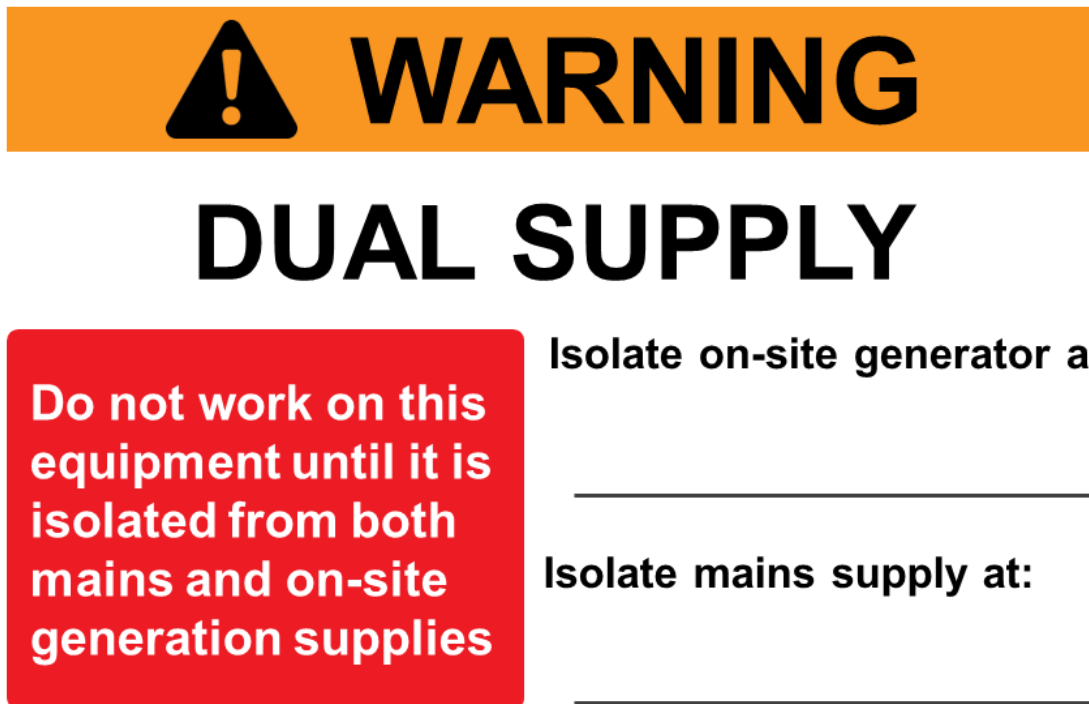 WARNING
DUAL SUPPLY
Do not work on this
equipment until it is
isolated from both
mains and on-site
generation supplies
Isolate on-site generator a
Isolate mains supply at: